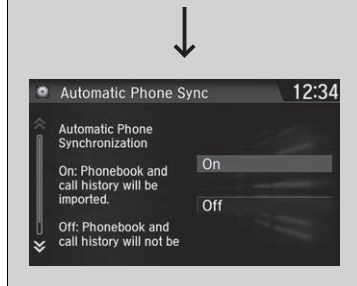 Automatic Phone Sync 12:34
Automatic Phone
Synchronization
On: Phonebook and
call history will be
imported.
Off: Phonebook and
call history will not be
On
Off